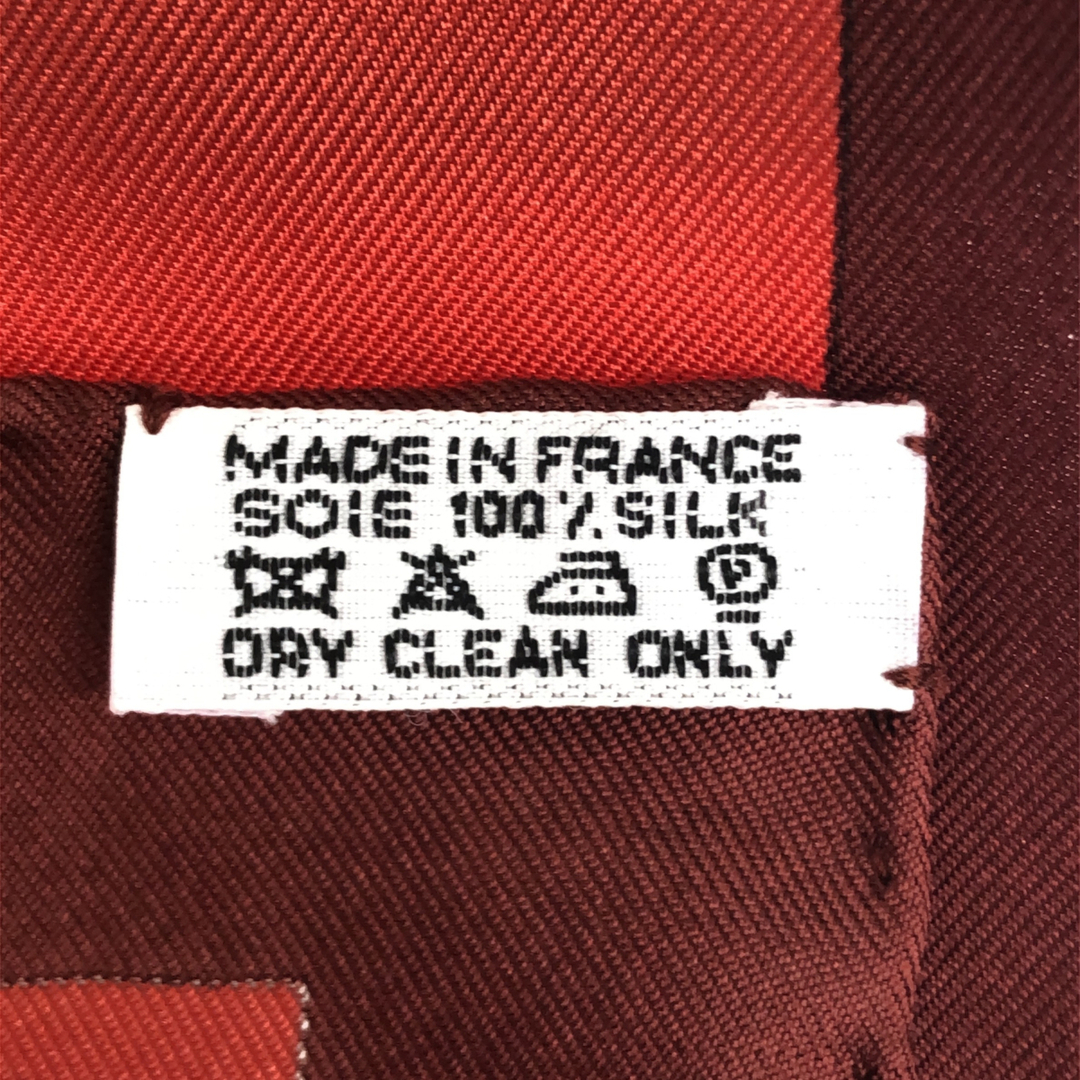 MADE IN FRANCE
SOIE 100% SILK
P
DRY CLEAN ONLY